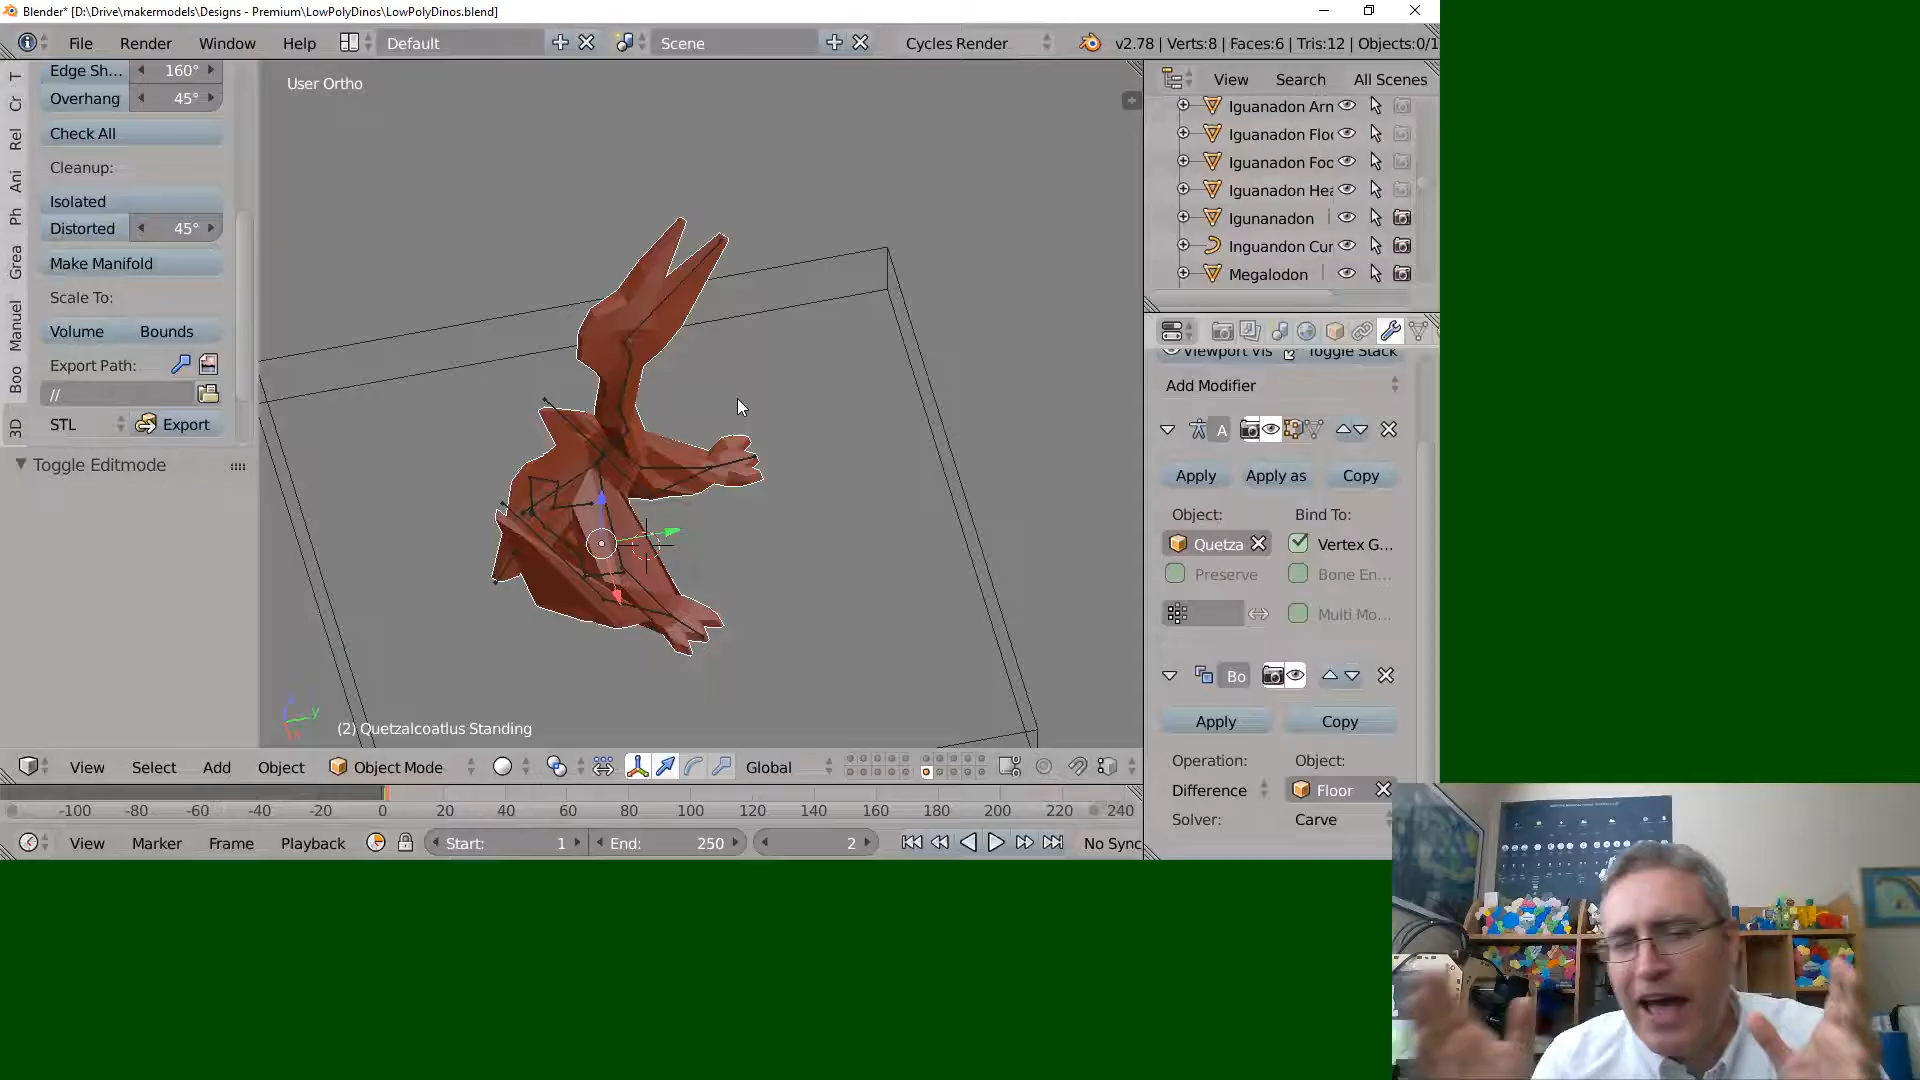 Blender* [D:\Drive\makermodels\Designs - Premium\LowPolyDinos\LowPolyDinos.blend]
File Render Window Help Default Scene Cycles Render v2.78 | Verts:8 | Faces:6 | Tris:12 | Objects:0/1
Edge Sh... 160°
Overhang 45°
Check All
Cleanup:
Isolated
Distorted 45°
Make Manifold
Scale To:
Volume Bounds
Export Path:
//
STL Export
Toggle Editmode
T
Cr
Rel
Ani
Ph
Grea
Manuel
Boo
3D
User Ortho
y
(2) Quetzalcoatlus Standing
View Select Add Object Object Mode Global
-100 -80 -60 -40 -20 0 20 40 60 80 100 120 140 160 180 200 220 240
View Marker Frame Playback Start: 1 End: 250 2 No Sync
View Search All Scenes
Iguanadon Arn
Iguanadon Floo
Iguanadon Foo
Iguanadon Hea
Igunanadon
Inguandon Cur
Megalodon
Viewport Vis Toggle Stack
Add Modifier
A
Apply Apply as Copy
Object: Bind To:
Quetza Vertex G...
Preserve Bone En...
Multi Mo...
Bo
Apply Copy
Operation: Object:
Difference Floor
Solver: Carve